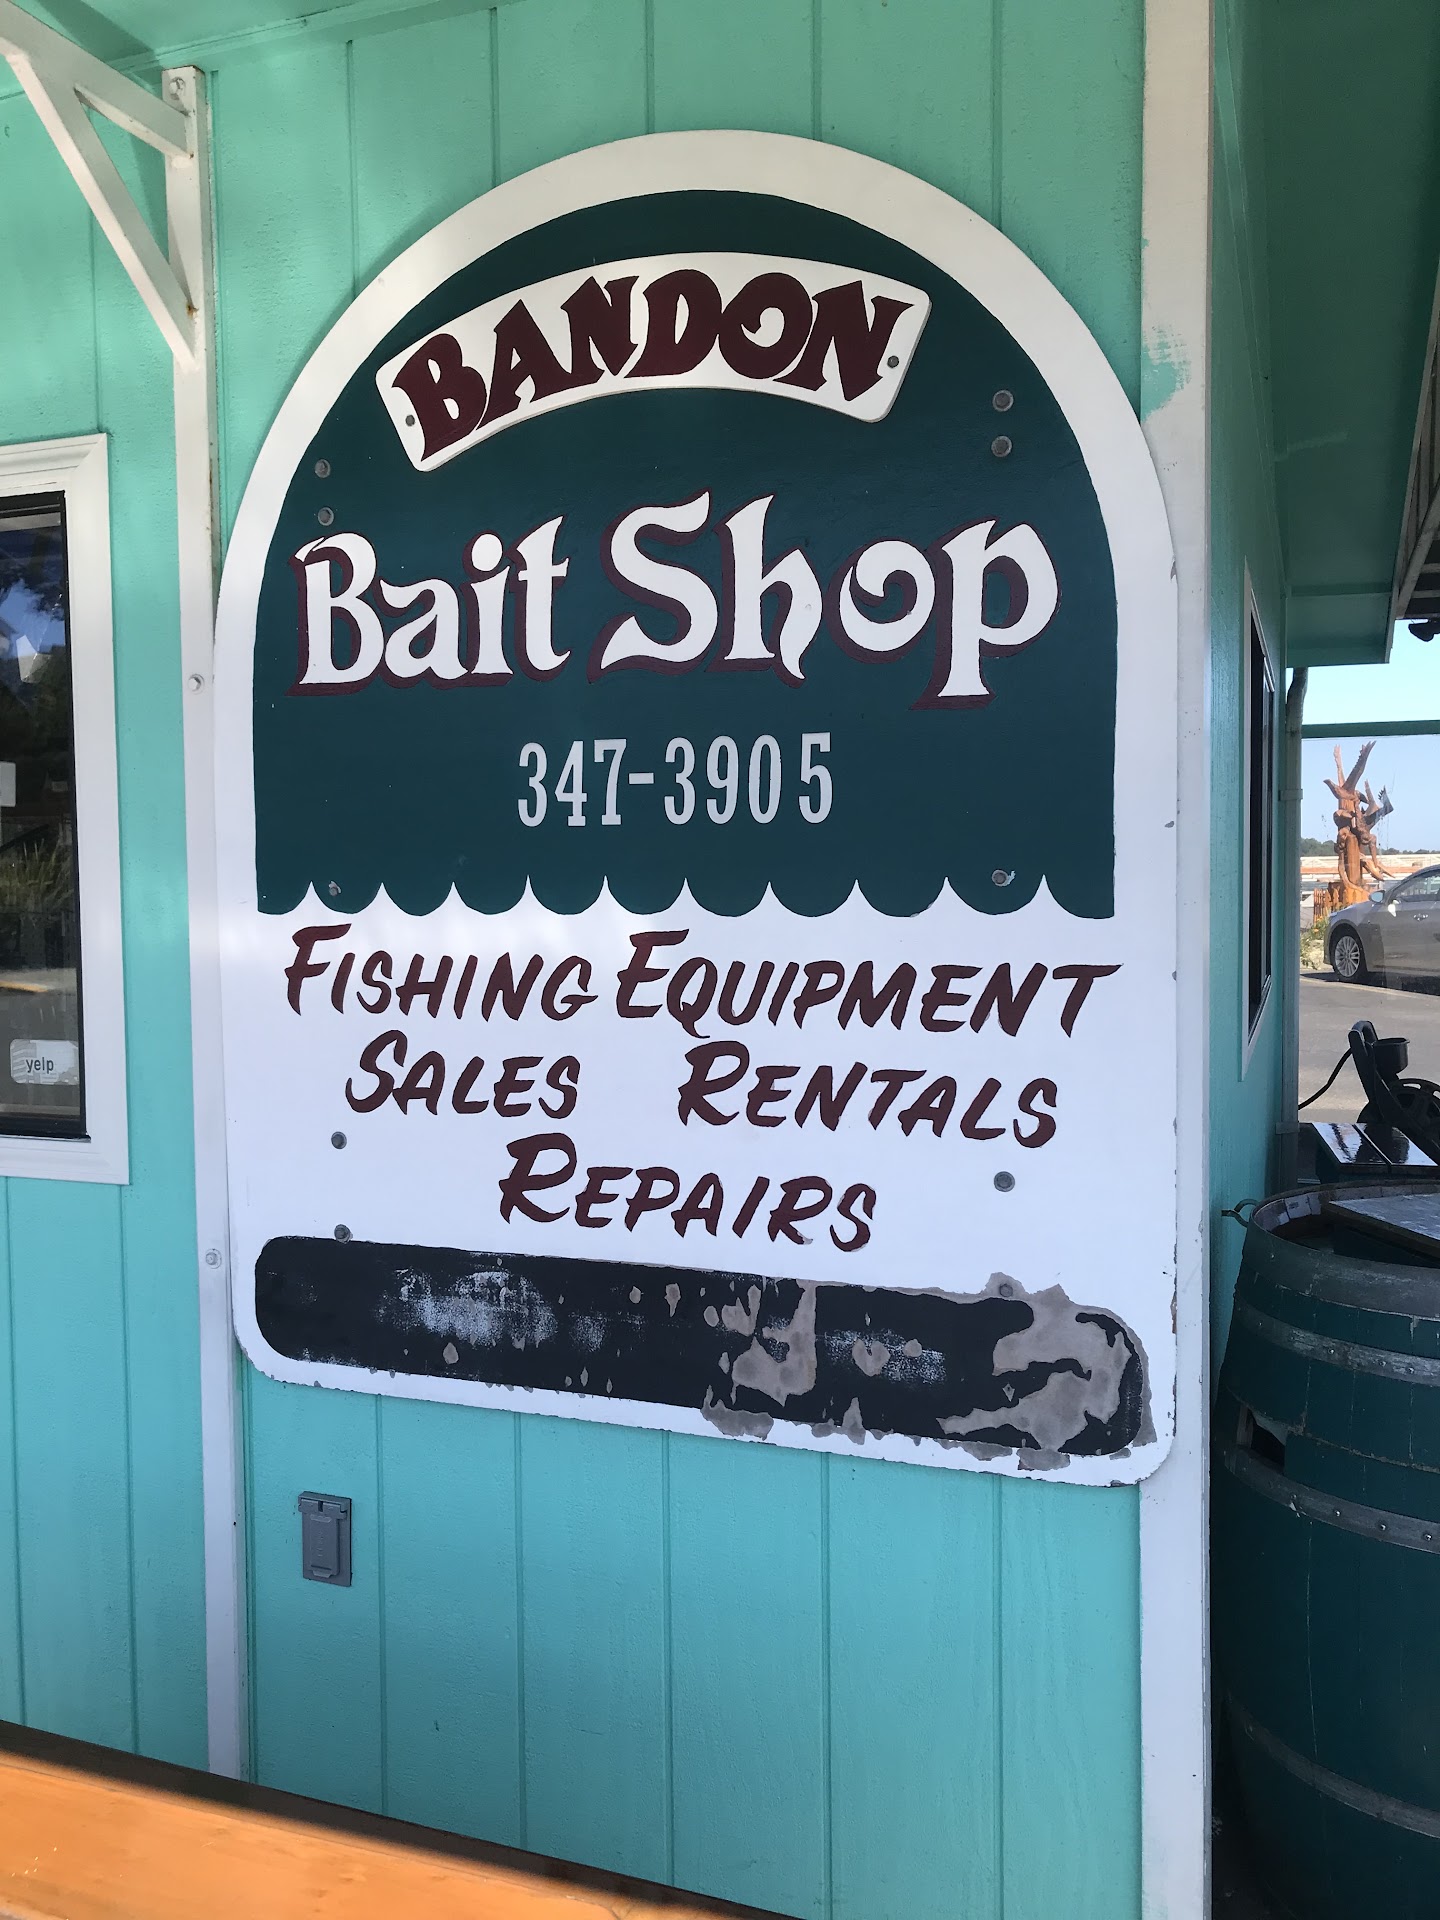 BANDON
Bait Shop
347-3905
FISHING EQUIPMENT
SALES RENTALS
REPAIRS
yelp